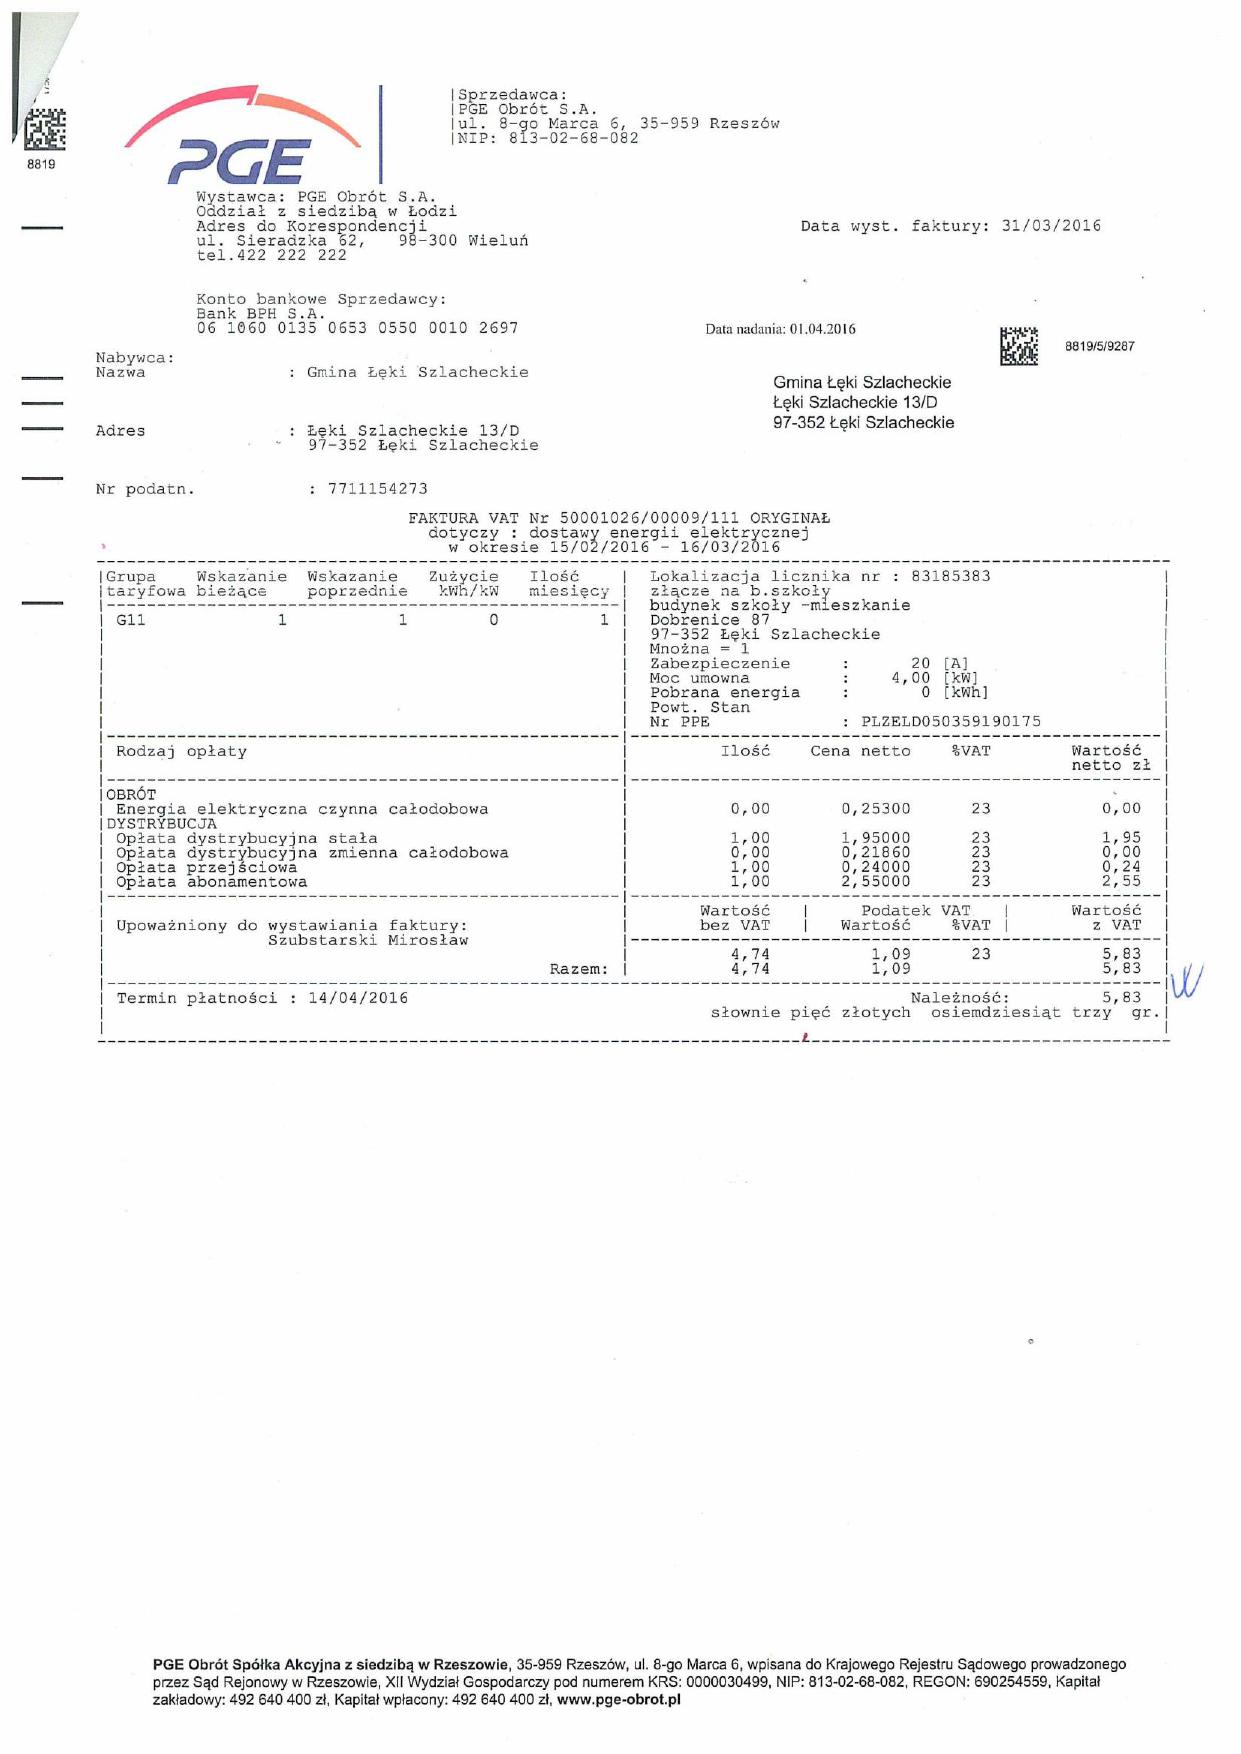 8819
PGE
|Sprzedawca:
|PGE Obrót S.A.
|ul. 8-go Marca 6, 35-959 Rzeszów
|NIP: 813-02-68-082
Wystawca: PGE Obrót S.A.
Oddział z siedzibą w Łodzi
Adres do Korespondencji
ul. Sieradzka 62, 98-300 Wieluń
tel.422 222 222
Data wyst. faktury: 31/03/2016
Konto bankowe Sprzedawcy:
Bank BPH S.A.
06 1060 0135 0653 0550 0010 2697
Data nadania: 01.04.2016
8819/5/9287
Nabywca:
Nazwa : Gmina Łęki Szlacheckie
Gmina Łęki Szlacheckie
Łęki Szlacheckie 13/D
97-352 Łęki Szlacheckie
Adres : Łęki Szlacheckie 13/D
97-352 Łęki Szlacheckie
Nr podatn. : 7711154273
FAKTURA VAT Nr 50001026/00009/111 ORYGINAŁ
dotyczy : dostawy energii elektrycznej
w okresie 15/02/2016 - 16/03/2016
Grupa Wskazanie Wskazanie Zużycie Ilość
taryfowa bieżące poprzednie kWh/kW miesięcy
G11 1 1 0 1
Lokalizacja licznika nr : 83185383
złącze na b.szkoły
budynek szkoły -mieszkanie
Dobrenice 87
97-352 Łęki Szlacheckie
Mnożna = 1
Zabezpieczenie : 20 [A]
Moc umowna : 4,00 [kW]
Pobrana energia : 0 [kWh]
Powt. Stan
Nr PPE : PLZELD050359190175
Rodzaj opłaty Ilość Cena netto %VAT Wartość
netto zł
OBRÓT
Energia elektryczna czynna całodobowa 0,00 0,25300 23 0,00
DYSTRYBUCJA
Opłata dystrybucyjna stała 1,00 1,95000 23 1,95
Opłata dystrybucyjna zmienna całodobowa 0,00 0,21860 23 0,00
Opłata przejściowa 1,00 0,24000 23 0,24
Opłata abonamentowa 1,00 2,55000 23 2,55
Wartość | Podatek VAT | Wartość
Upoważniony do wystawiania faktury: bez VAT | Wartość %VAT | z VAT
Szubstarski Mirosław
4,74 1,09 23 5,83
Razem: 4,74 1,09 5,83
Termin płatności : 14/04/2016 Należność: 5,83
słownie pięć złotych osiemdziesiąt trzy gr.
PGE Obrót Spółka Akcyjna z siedzibą w Rzeszowie, 35-959 Rzeszów, ul. 8-go Marca 6, wpisana do Krajowego Rejestru Sądowego prowadzonego
przez Sąd Rejonowy w Rzeszowie, XII Wydział Gospodarczy pod numerem KRS: 0000030499, NIP: 813-02-68-082, REGON: 690254559, Kapitał
zakładowy: 492 640 400 zł, Kapitał wpłacony: 492 640 400 zł, www.pge-obrot.pl